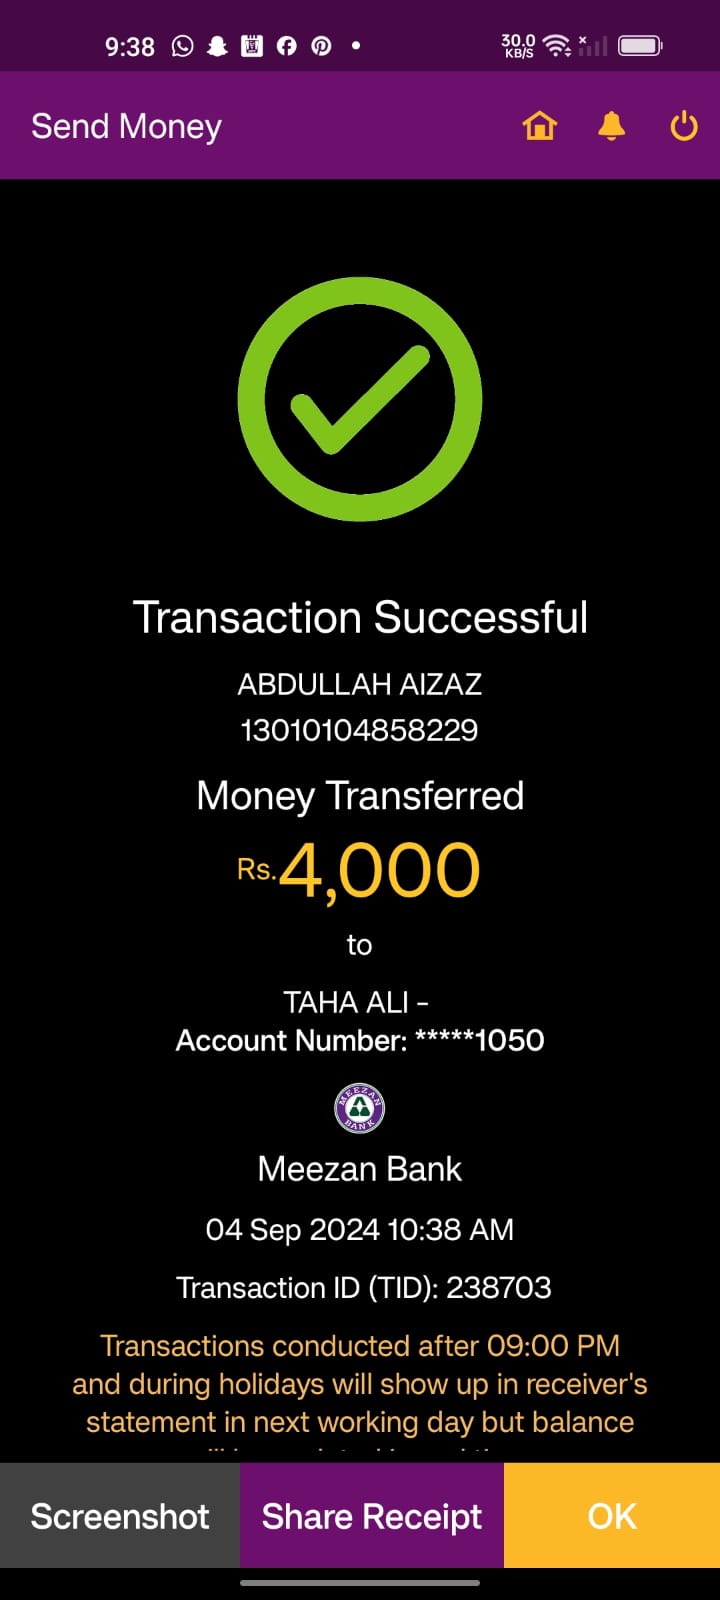 9:38
30.0
KB/S
Send Money
Transaction Successful
ABDULLAH AIZAZ
13010104858229
Money Transferred
Rs.4,000
to
TAHA ALI -
Account Number: *****1050
MEEZAN
BANK
Meezan Bank
04 Sep 2024 10:38 AM
Transaction ID (TID): 238703
Transactions conducted after 09:00 PM
and during holidays will show up in receiver's
statement in next working day but balance
Screenshot
Share Receipt
OK